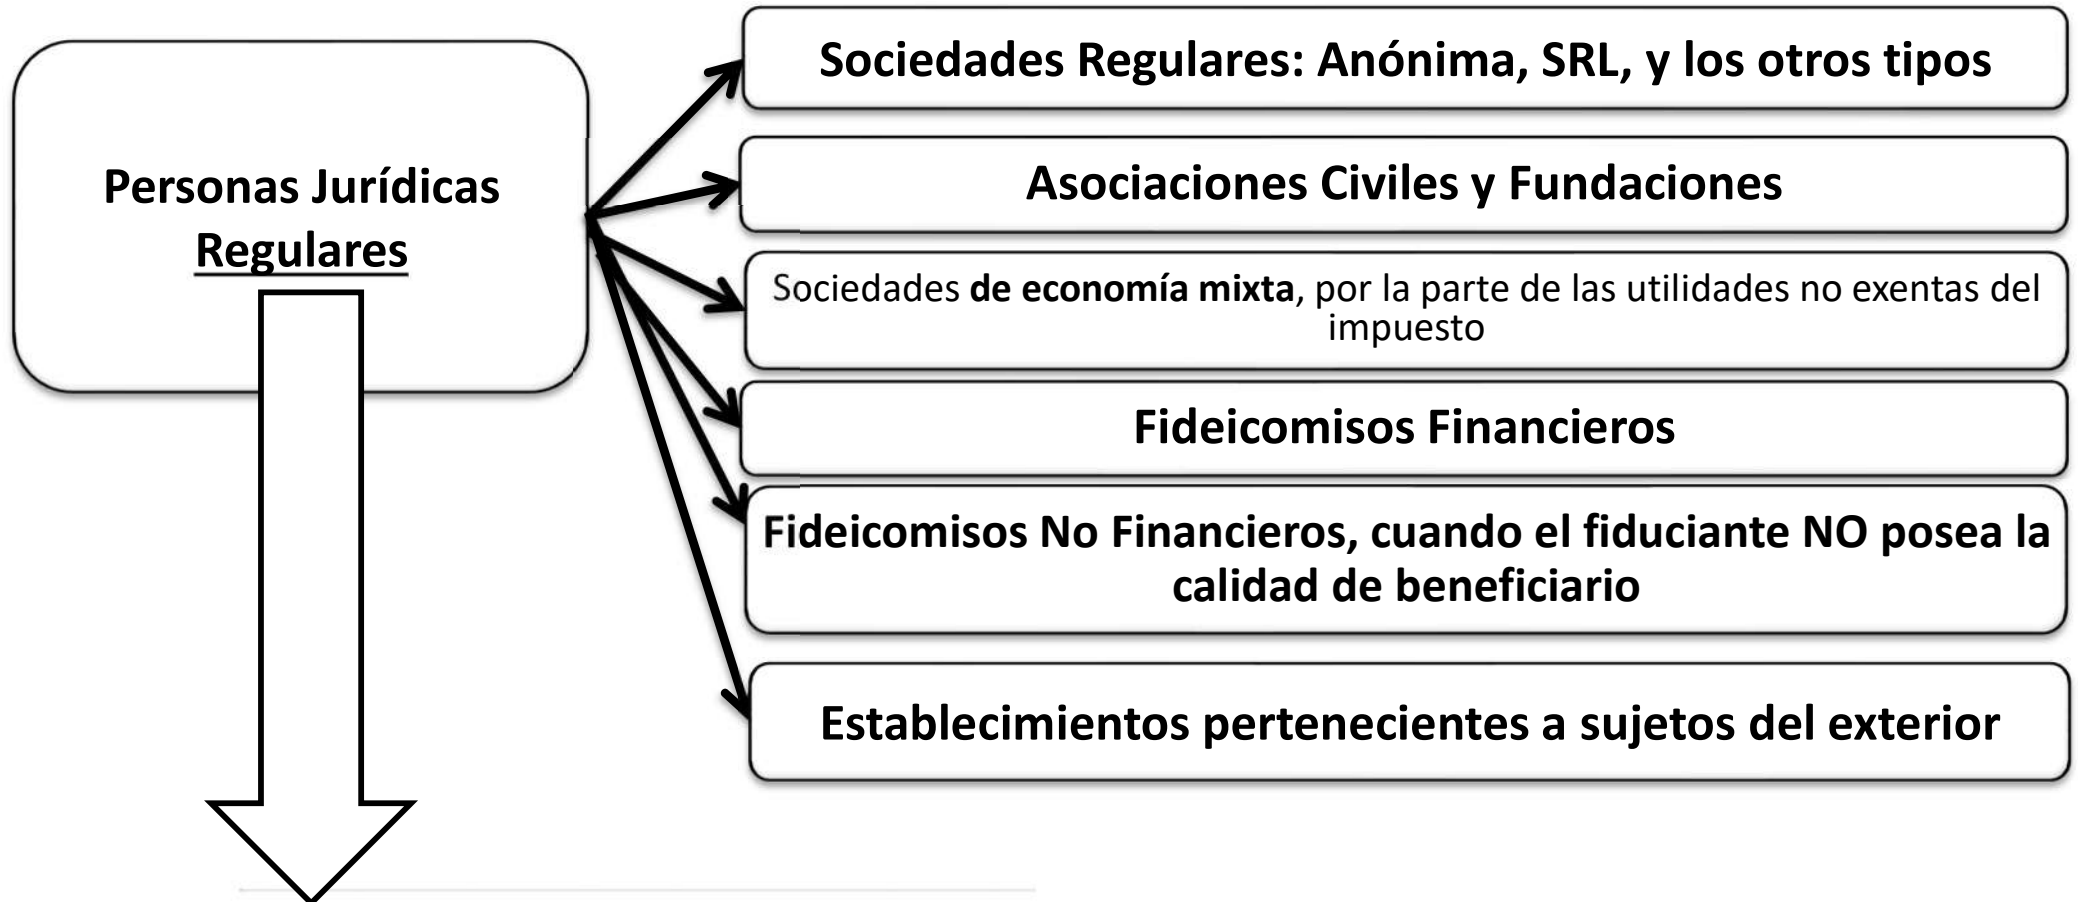 Personas Jurídicas
Regulares
Sociedades Regulares: Anónima, SRL, y los otros tipos
Asociaciones Civiles y Fundaciones
Sociedades de economía mixta, por la parte de las utilidades no exentas del
impuesto
Fideicomisos Financieros
Fideicomisos No Financieros, cuando el fiduciante NO posea la
calidad de beneficiario
Establecimientos pertenecientes a sujetos del exterior